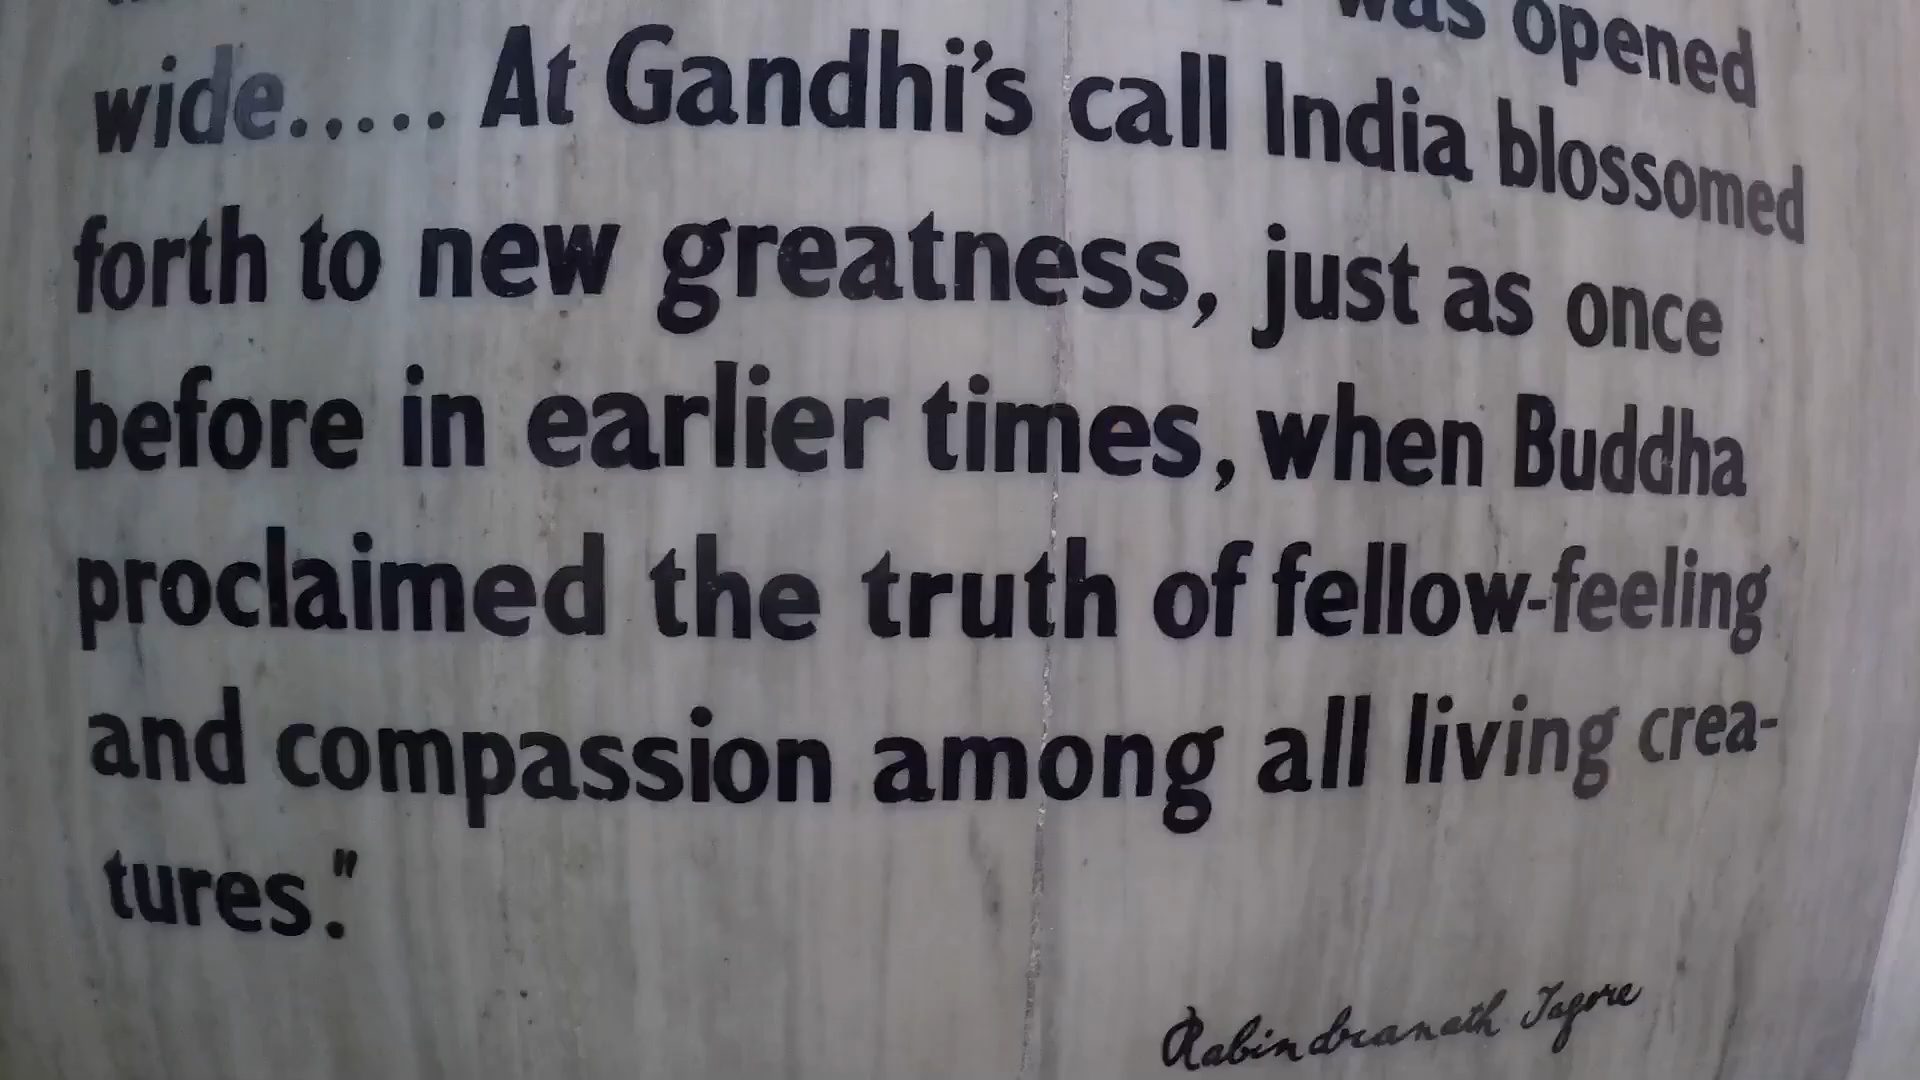 was opened
wide..... At Gandhi's call India blossomed
forth to new greatness, just as once
before in earlier times, when Buddha
proclaimed the truth of fellow-feeling
and compassion among all living crea-
tures."
Rabindranath Tagore